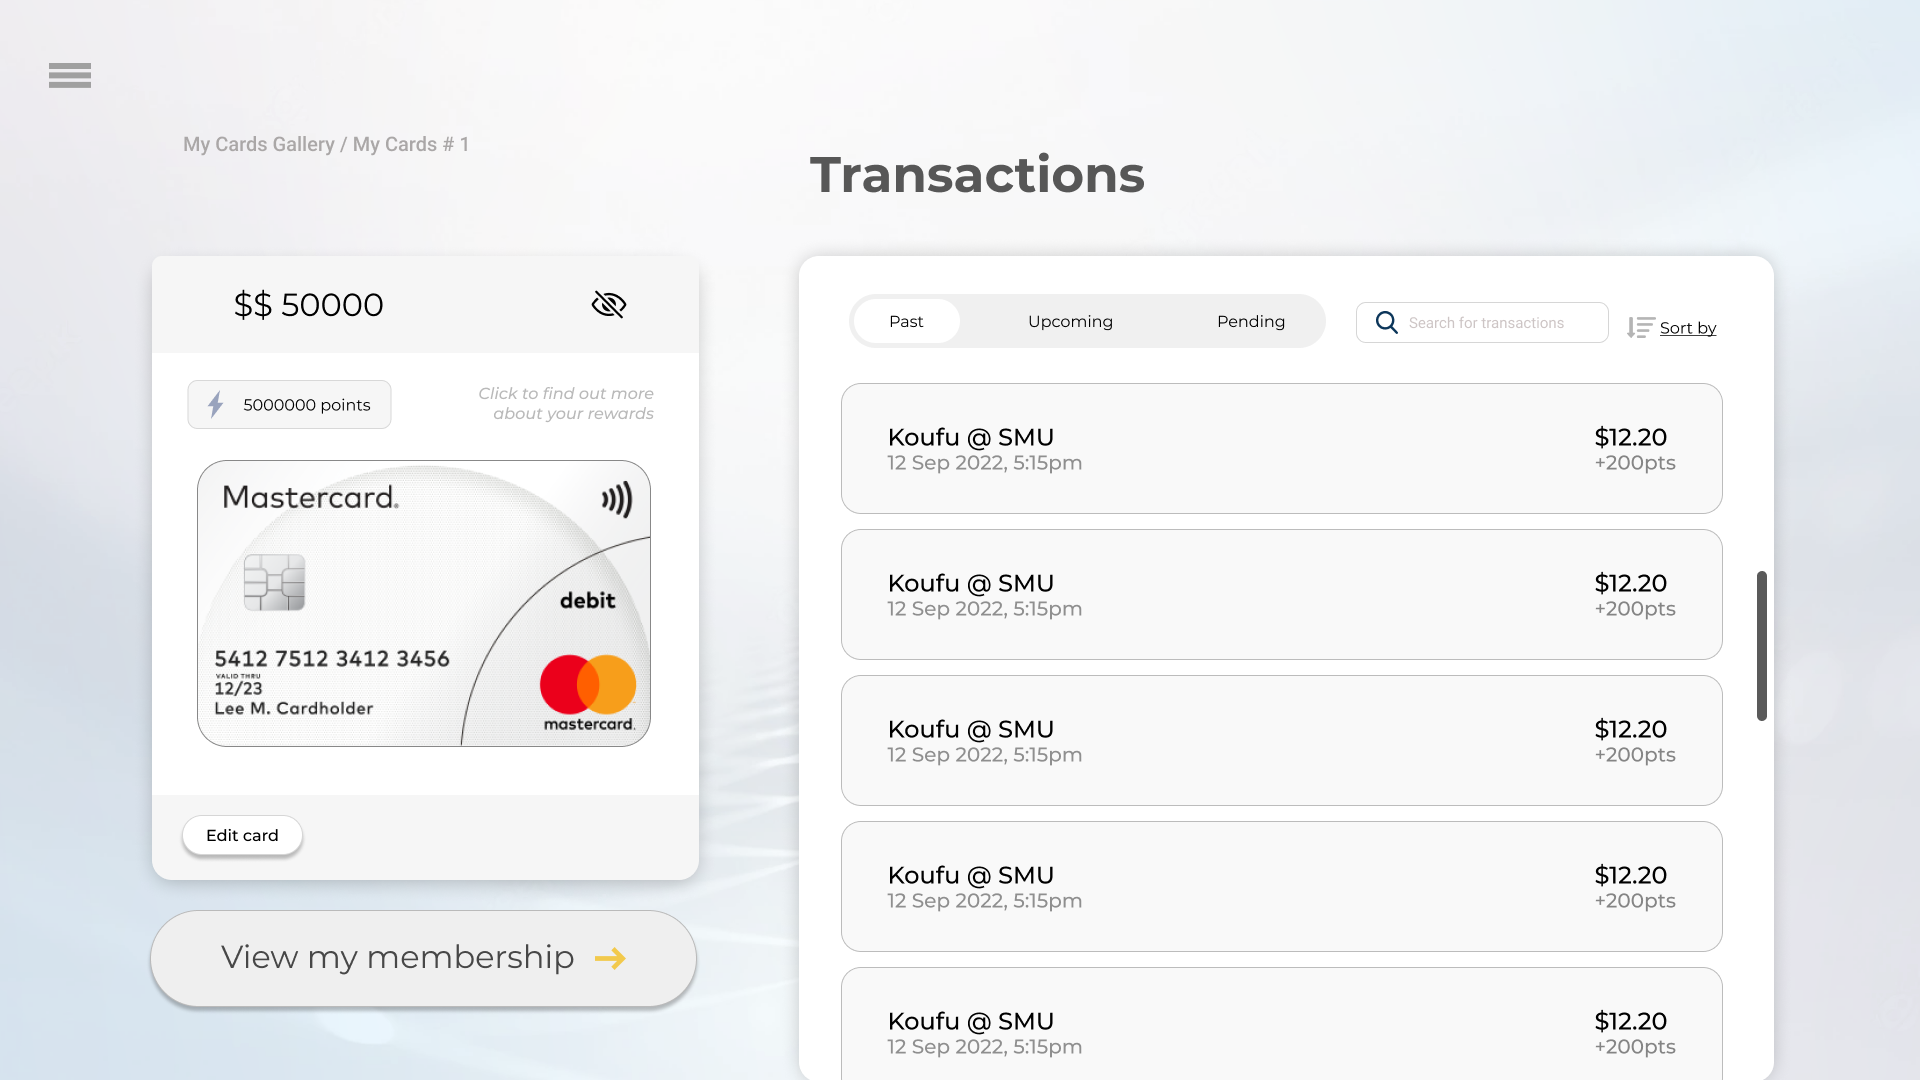 My Cards Gallery / My Cards # 1
Transactions
$$ 50000
5000000 points
Click to find out more
about your rewards
Mastercard.
debit
5412 7512 3412 3456
VALID THRU
12/23
Lee M. Cardholder
mastercard.
Edit card
View my membership
Past
Upcoming
Pending
Search for transactions
Sort by
Koufu @ SMU
$12.20
12 Sep 2022, 5:15pm
+200pts
Koufu @ SMU
$12.20
12 Sep 2022, 5:15pm
+200pts
Koufu @ SMU
$12.20
12 Sep 2022, 5:15pm
+200pts
Koufu @ SMU
$12.20
12 Sep 2022, 5:15pm
+200pts
Koufu @ SMU
$12.20
12 Sep 2022, 5:15pm
+200pts